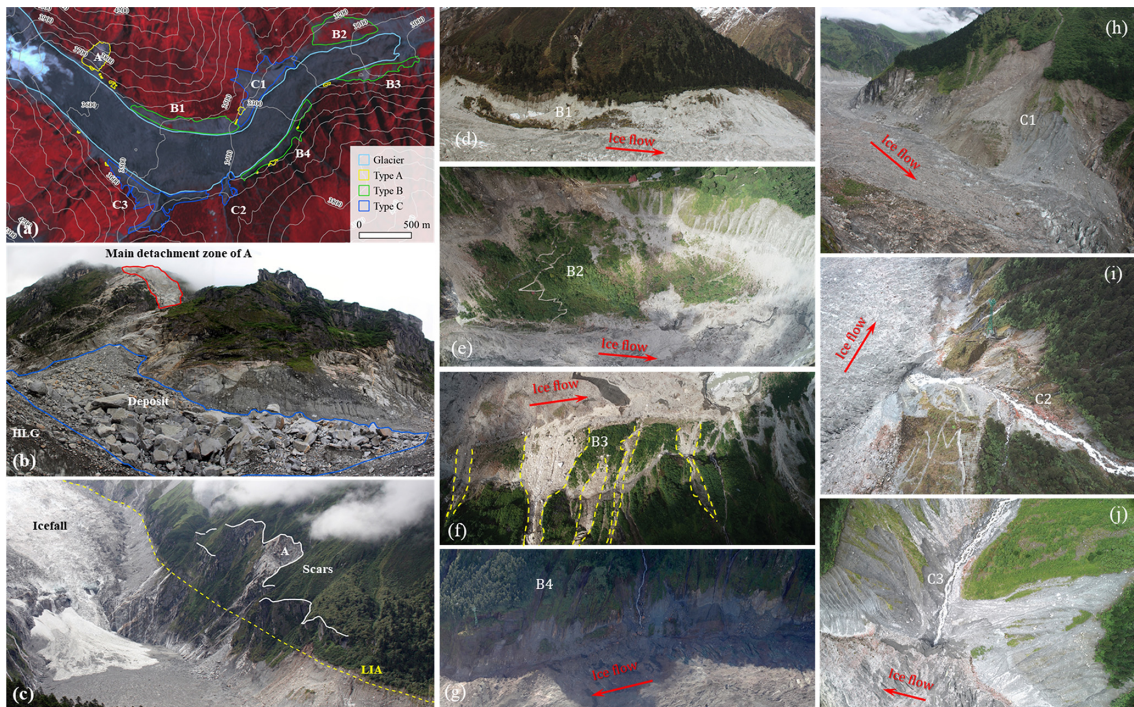 B2
A
C1
B1
B3
B4
C3
C2
(a)
Glacier
Type A
Type B
Type C
0 500 m
Main detachment zone of A
Deposit
HLG
(b)
Icefall
A
Scars
LIA
(c)
B1
Ice flow
(d)
B2
Ice flow
(e)
Ice flow
B3
(f)
B4
Ice flow
(g)
(h)
C1
Ice flow
(i)
Ice flow
C2
(j)
C3
Ice flow